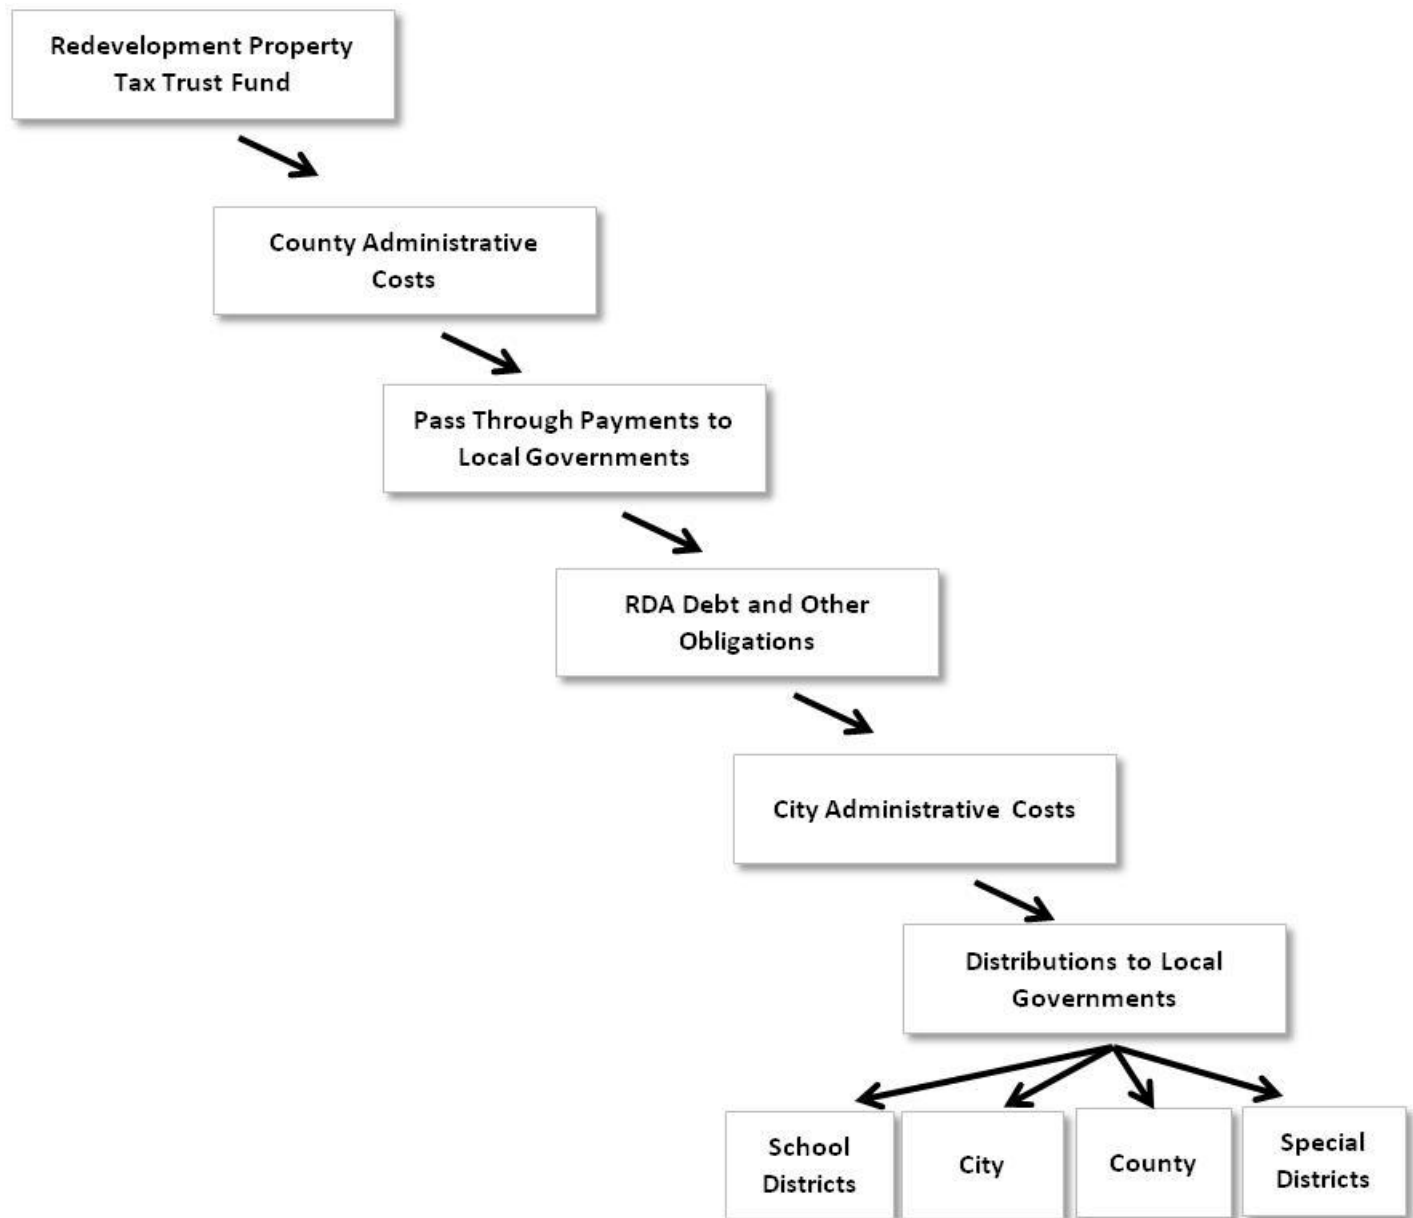 Redevelopment Property
Tax Trust Fund
County Administrative
Costs
Pass Through Payments to
Local Governments
RDA Debt and Other
Obligations
City Administrative Costs
Distributions to Local
Governments
School
Districts
City
County
Special
Districts